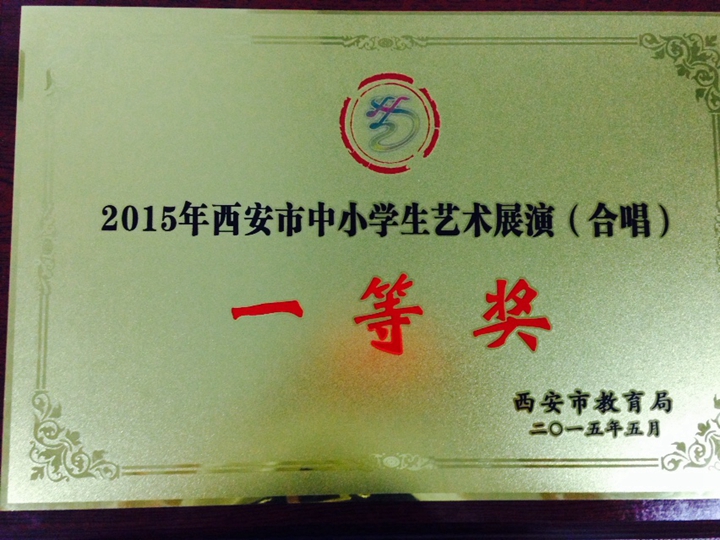 2015年西安市中小学生艺术展演（合唱）
一等奖
西安市教育局
二〇一五年五月